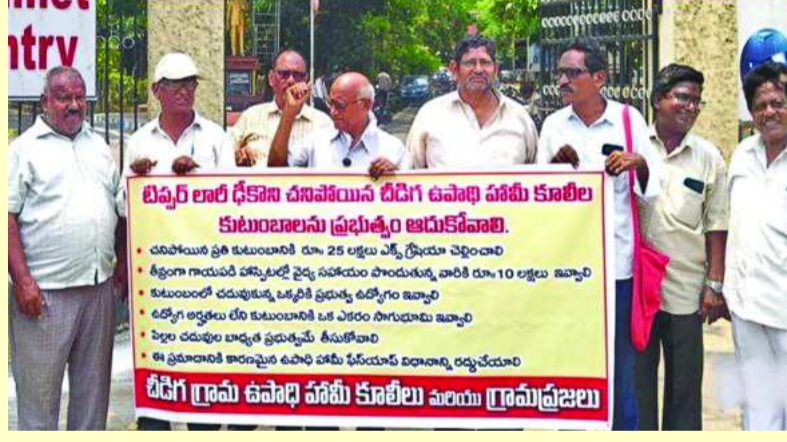 ntry
టిప్పర్ లారీ ఢీకొని చనిపోయిన చీడిగ ఉపాధి హామీ కూలీల
కుటుంబాలను ప్రభుత్వం ఆదుకోవాలి.
• చనిపోయిన ప్రతి కుటుంబానికి రూ॥ 25 లక్షలు ఎక్స్ గ్రేషియా చెల్లించాలి
• తీవ్రంగా గాయపడి హాస్పిటల్లో వైద్య సహాయం పొందుతున్న వారికి రూ॥ 10 లక్షలు ఇవ్వాలి
• కుటుంబంలో చదువుకున్న ఒక్కరికి ప్రభుత్వ ఉద్యోగం ఇవ్వాలి
• ఉద్యోగ అర్హతలు లేని కుటుంబానికి ఒక ఎకరం సాగుభూమి ఇవ్వాలి
• పిల్లల చదువుల బాధ్యత ప్రభుత్వమే తీసుకోవాలి
• ఈ ప్రమాదానికి కారణమైన ఉపాధి హామీ ఫేస్‌యాప్ విధానాన్ని రద్దుచేయాలి
చీడిగ గ్రామ ఉపాధి హామీ కూలీలు మరియు గ్రామప్రజలు